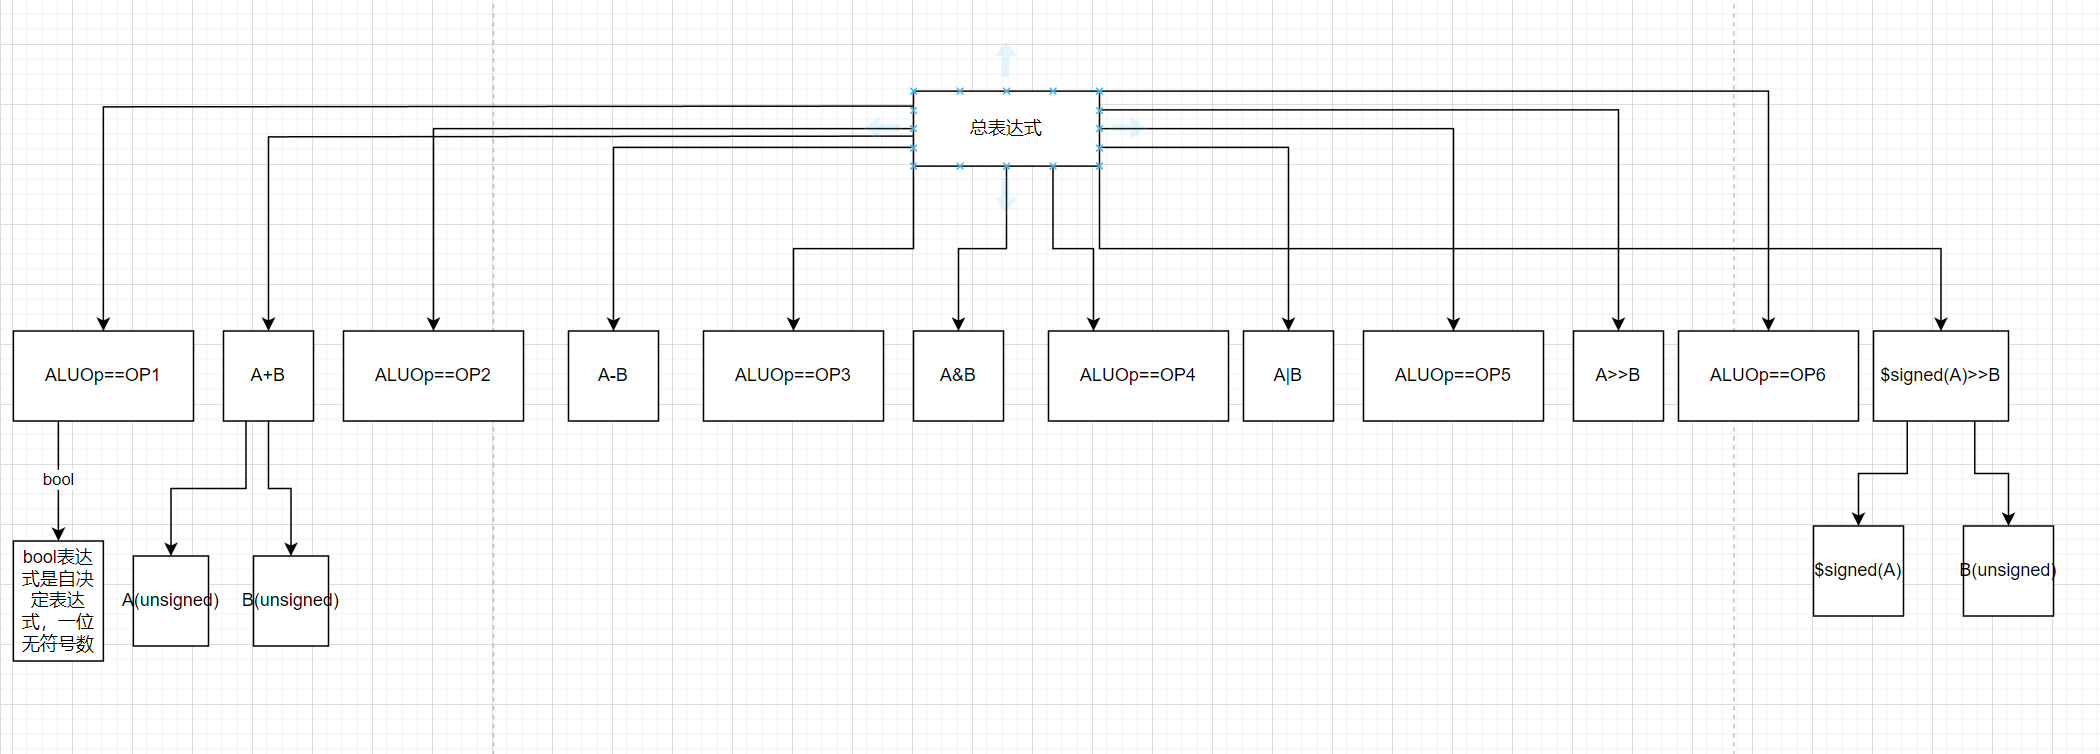 总表达式
ALUOp==OP1
A+B
ALUOp==OP2
A-B
ALUOp==OP3
A&B
ALUOp==OP4
A|B
ALUOp==OP5
A>>B
ALUOp==OP6
$signed(A)>>B
bool
bool表达
式是自决
定表达
式，一位
无符号数
A(unsigned)
B(unsigned)
$signed(A)
B(unsigned)